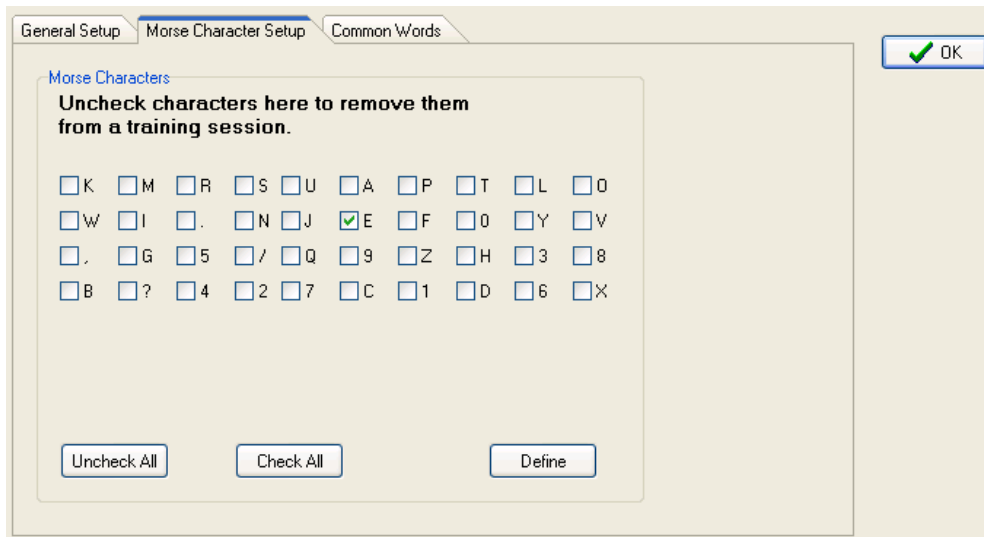 General Setup Morse Character Setup Common Words
OK
Morse Characters
Uncheck characters here to remove them
from a training session.
K M R S U A P T L O
W I . N J E F 0 Y V
, G 5 / Q 9 Z H 3 8
B ? 4 2 7 C 1 D 6 X
Uncheck All Check All Define